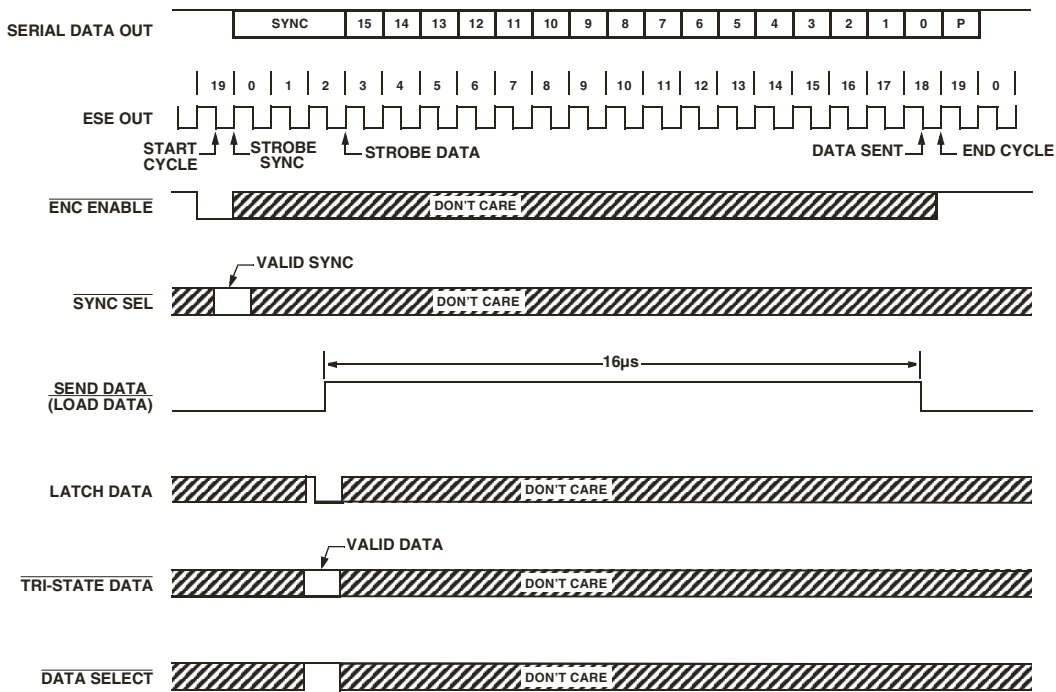 SERIAL DATA OUT SYNC 15 14 13 12 11 10 9 8 7 6 5 4 3 2 1 0 P
19 0 1 2 3 4 5 6 7 8 9 10 11 12 13 14 15 16 17 18 19 0
ESE OUT
START CYCLE
STROBE SYNC
STROBE DATA
DATA SENT
END CYCLE
ENC ENABLE DON'T CARE
VALID SYNC
SYNC SEL DON'T CARE
16µs
SEND DATA
(LOAD DATA)
LATCH DATA DON'T CARE
VALID DATA
TRI-STATE DATA DON'T CARE
DATA SELECT DON'T CARE